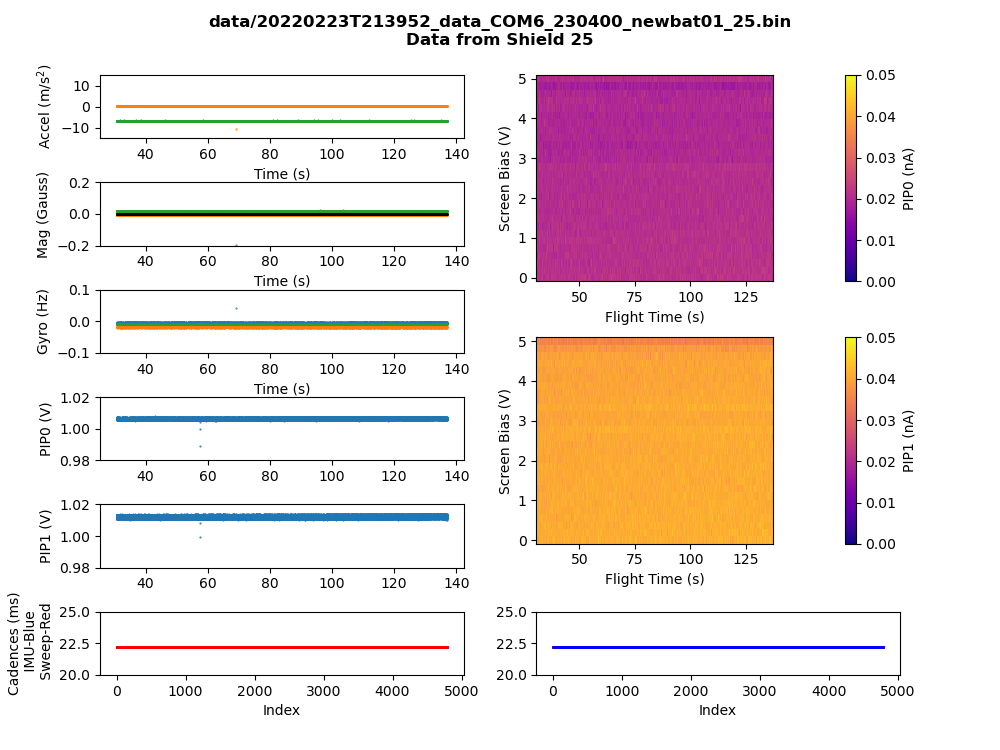 data/20220223T213952_data_COM6_230400_newbat01_25.bin
Data from Shield 25
Accel (m/s²)
10
0
−10
40 60 80 100 120 140
Time (s)
Mag (Gauss)
0.2
0.0
−0.2
40 60 80 100 120 140
Time (s)
Gyro (Hz)
0.1
0.0
−0.1
40 60 80 100 120 140
Time (s)
PIP0 (V)
1.02
1.00
0.98
40 60 80 100 120 140
PIP1 (V)
1.02
1.00
0.98
40 60 80 100 120 140
Cadences (ms)
IMU-Blue
Sweep-Red
25.0
22.5
20.0
0 1000 2000 3000 4000 5000
Index
Screen Bias (V)
5
4
3
2
1
0
50 75 100 125
Flight Time (s)
0.05
0.04
0.03
0.02
0.01
0.00
PIP0 (nA)
Screen Bias (V)
5
4
3
2
1
0
50 75 100 125
Flight Time (s)
0.05
0.04
0.03
0.02
0.01
0.00
PIP1 (nA)
25.0
22.5
20.0
0 1000 2000 3000 4000 5000
Index